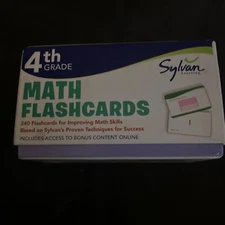 4th
GRADE
Sylvan
MATH
FLASHCARDS
240 Flashcards for Improving Math Skills
Based on Sylvan's Proven Techniques for Success
INCLUDES ACCESS TO BONUS CONTENT ONLINE